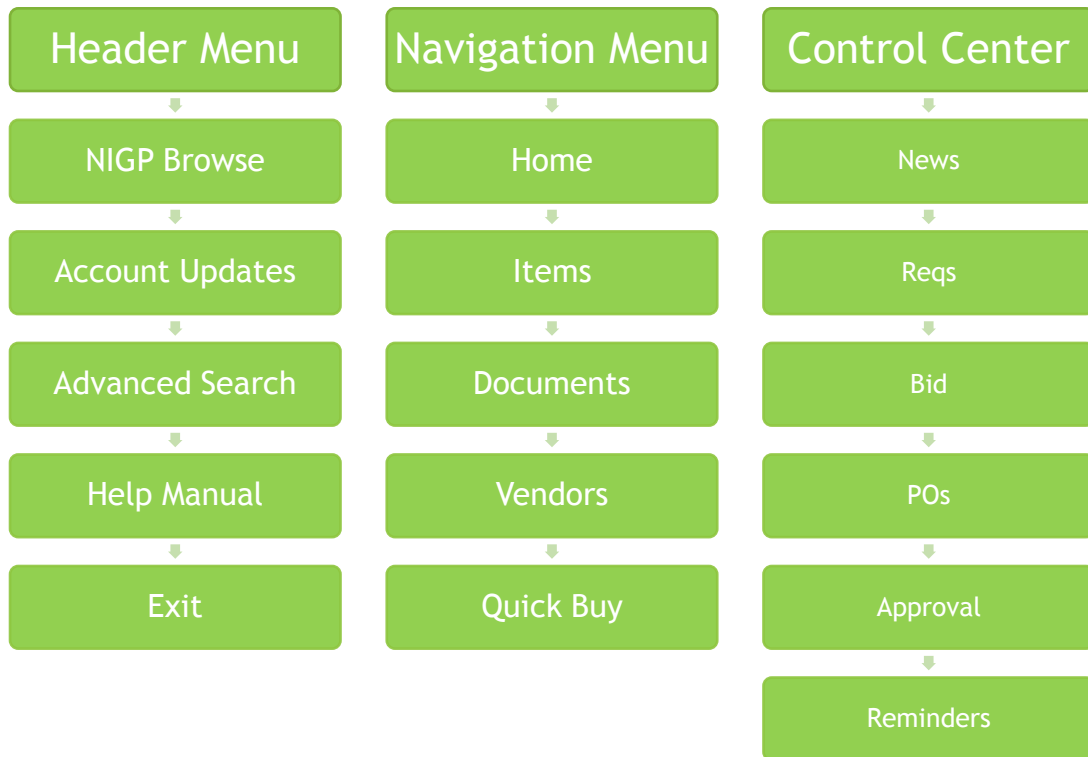 Header Menu
NIGP Browse
Account Updates
Advanced Search
Help Manual
Exit
Navigation Menu
Home
Items
Documents
Vendors
Quick Buy
Control Center
News
Reqs
Bid
POs
Approval
Reminders